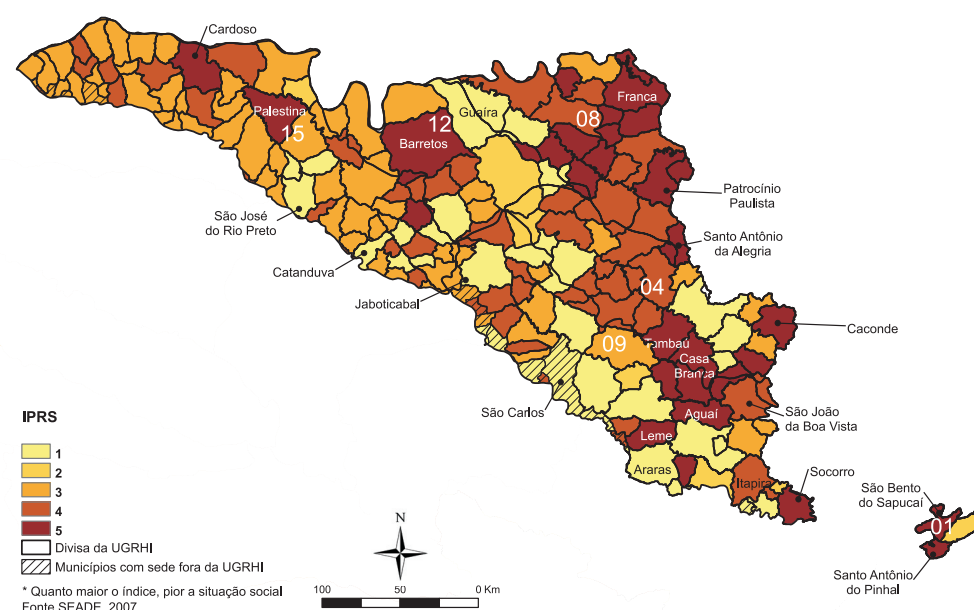 Cardoso
Palestina
15
12
Barretos
Guaíra
08
Franca
Patrocínio
Paulista
São José
do Rio Preto
Santo Antônio
da Alegria
Catanduva
Jaboticabal
04
Caconde
09
Tambaú
Casa
Branca
São Carlos
Aguaí
São João
da Boa Vista
Leme
Araras
Itapira
Socorro
São Bento
do Sapucaí
01
Santo Antônio
do Pinhal
IPRS
1
2
3
4
5
Divisa da UGRHI
Municípios com sede fora da UGRHI
* Quanto maior o índice, pior a situação social
Fonte SEADE, 2007
N
100 50 0 Km